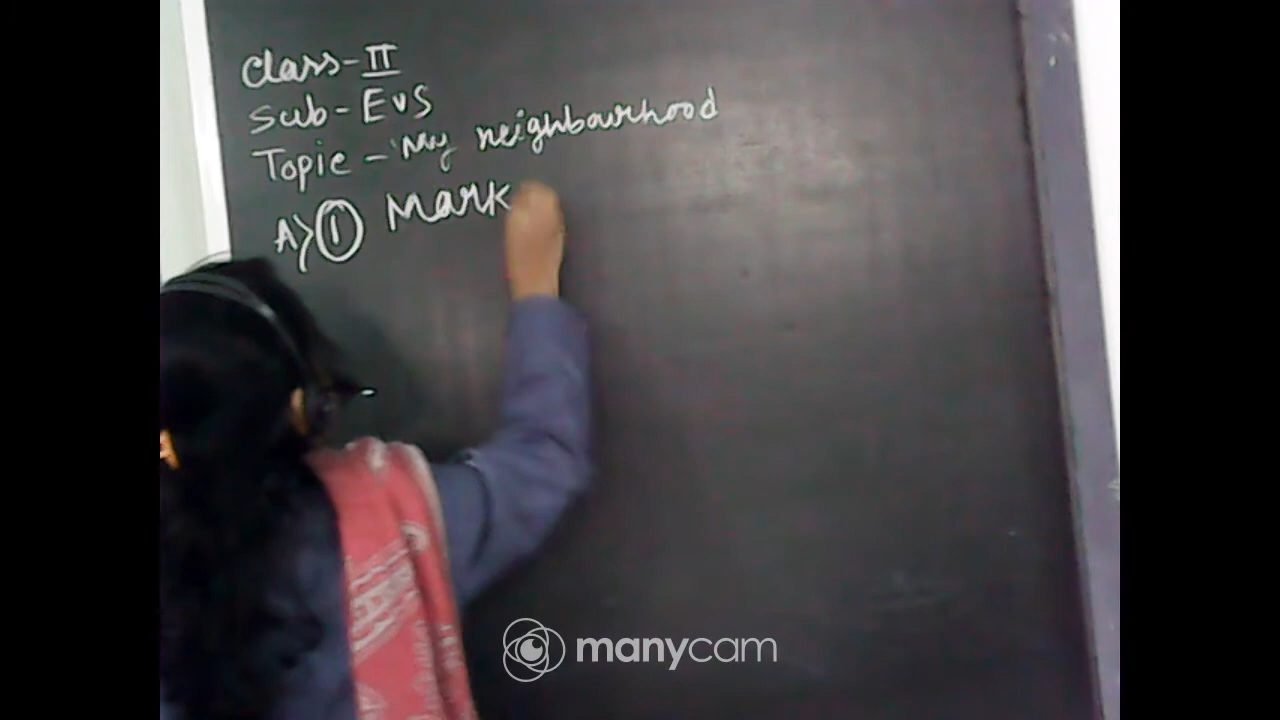 Class - II
Sub - EVS
Topic - My neighbourhood
A> ① Mark
manycam